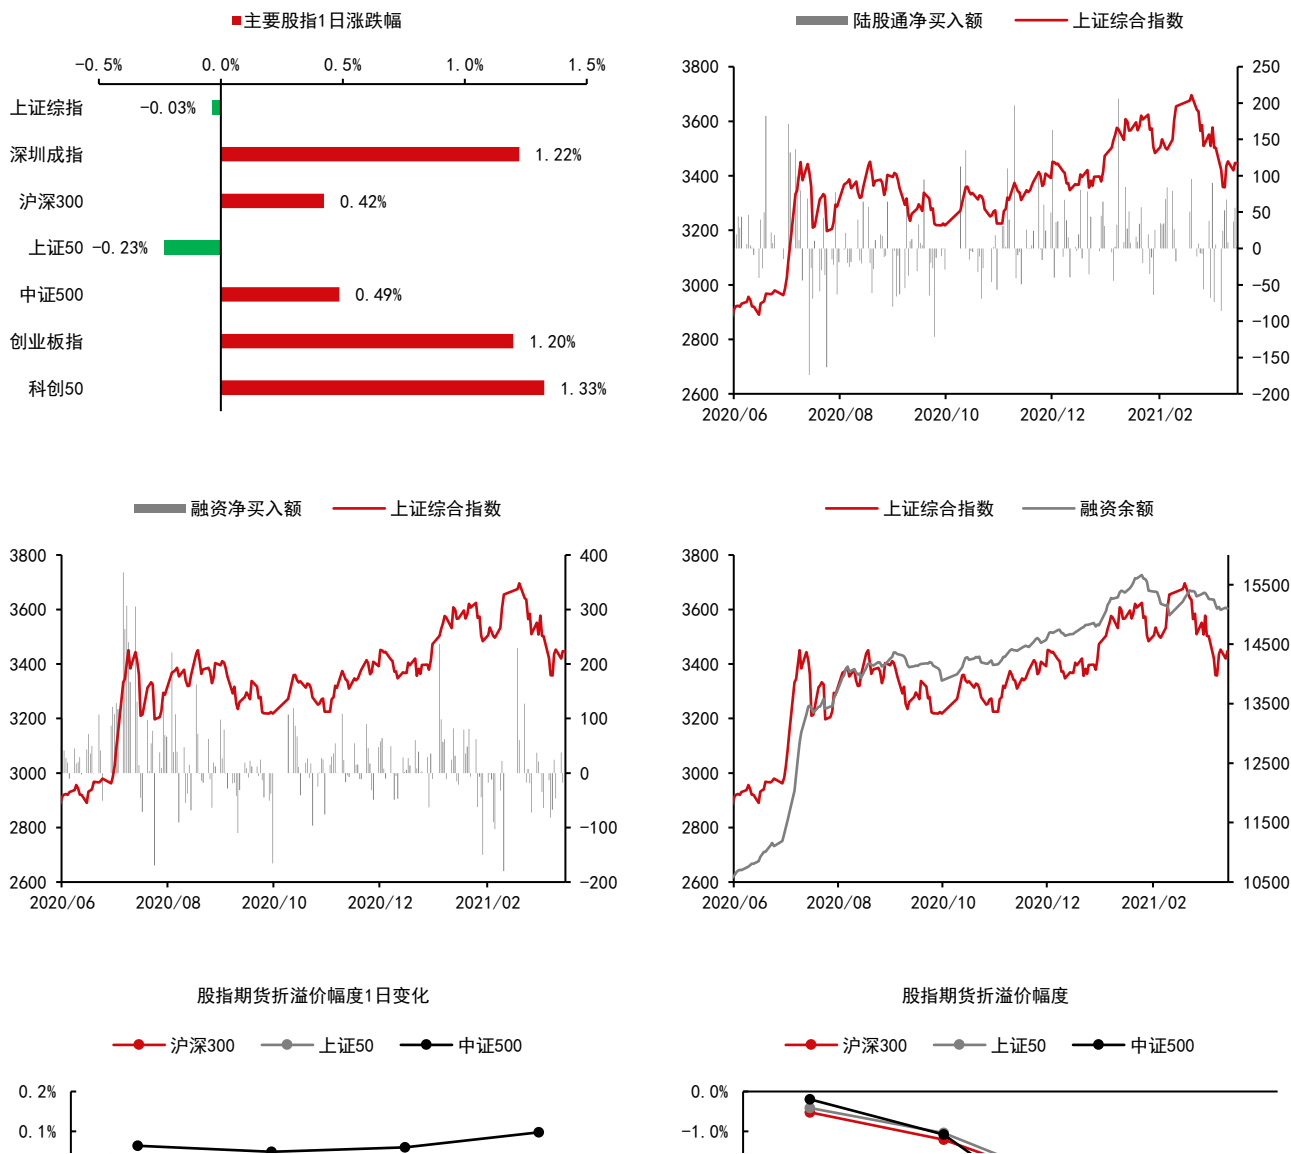 主要股指1日涨跌幅
-0.5% 0.0% 0.5% 1.0% 1.5%
上证综指 -0.03%
深圳成指 1.22%
沪深300 0.42%
上证50 -0.23%
中证500 0.49%
创业板指 1.20%
科创50 1.33%
陆股通净买入额 上证综合指数
3800 250
200
3600 150
3400 100
50
3200 0
3000 -50
-100
2800 -150
2600 -200
2020/06 2020/08 2020/10 2020/12 2021/02
融资净买入额 上证综合指数
3800 400
3600 300
3400 200
3200 100
3000 0
2800 -100
2600 -200
2020/06 2020/08 2020/10 2020/12 2021/02
上证综合指数 融资余额
3800
15500
3600
14500
3400
13500
3200
3000 12500
2800 11500
2600 10500
2020/06 2020/08 2020/10 2020/12 2021/02
股指期货折溢价幅度1日变化
沪深300 上证50 中证500
0.2%
0.1%
股指期货折溢价幅度
沪深300 上证50 中证500
0.0%
-1.0%